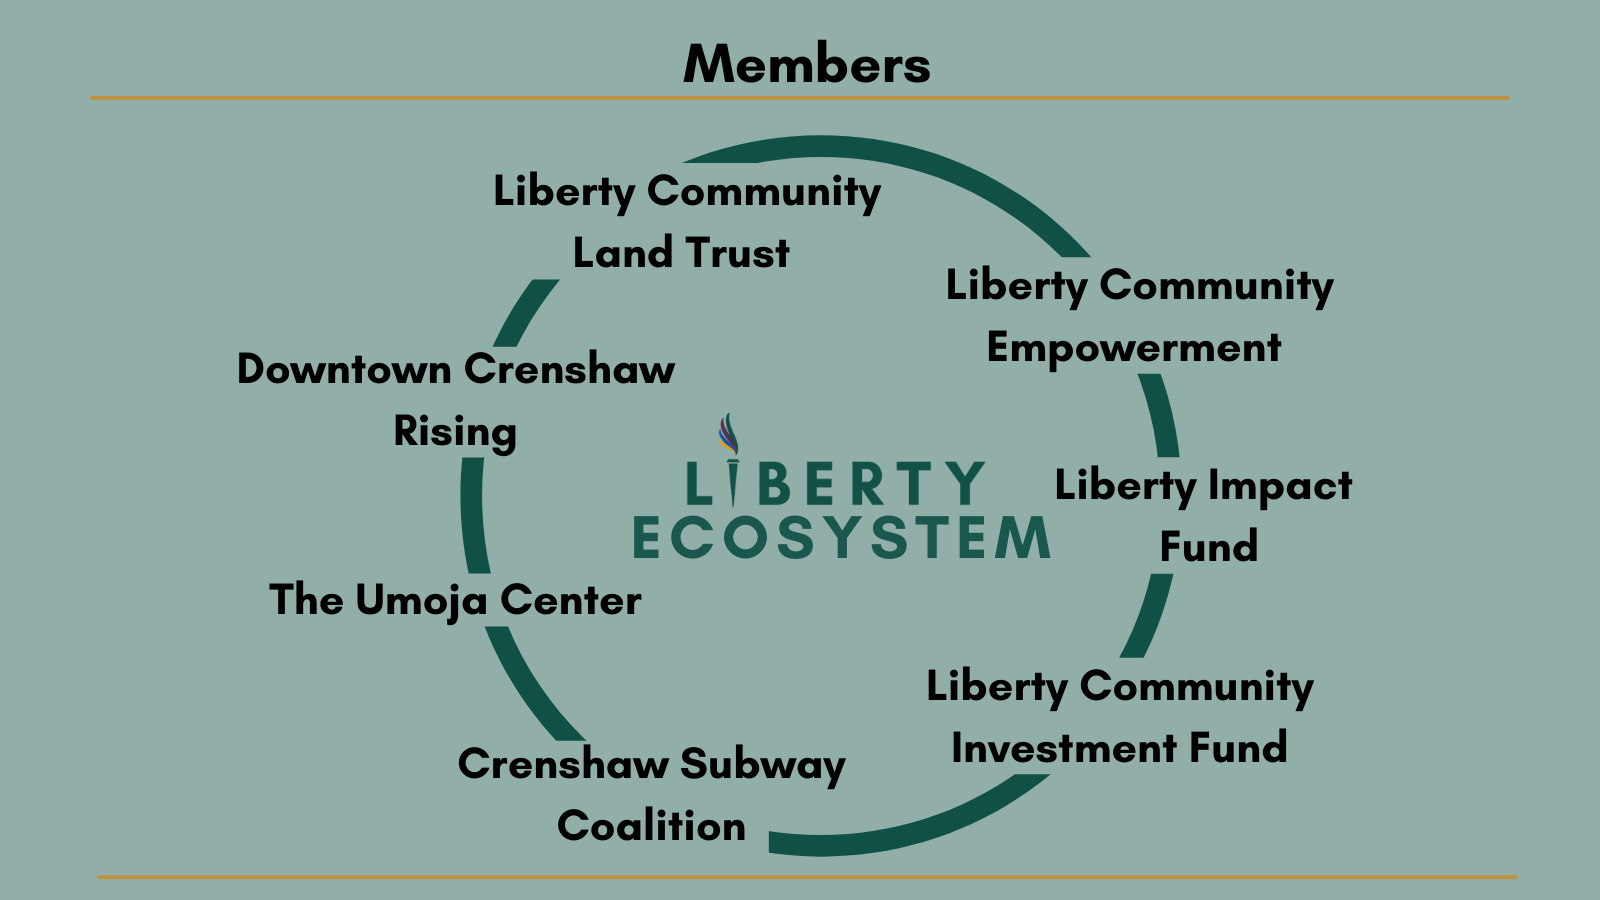 Members
Liberty Community
Land Trust
Liberty Community
Empowerment
Downtown Crenshaw
Rising
LIBERTY
ECOSYSTEM
Liberty Impact
Fund
The Umoja Center
Liberty Community
Investment Fund
Crenshaw Subway
Coalition